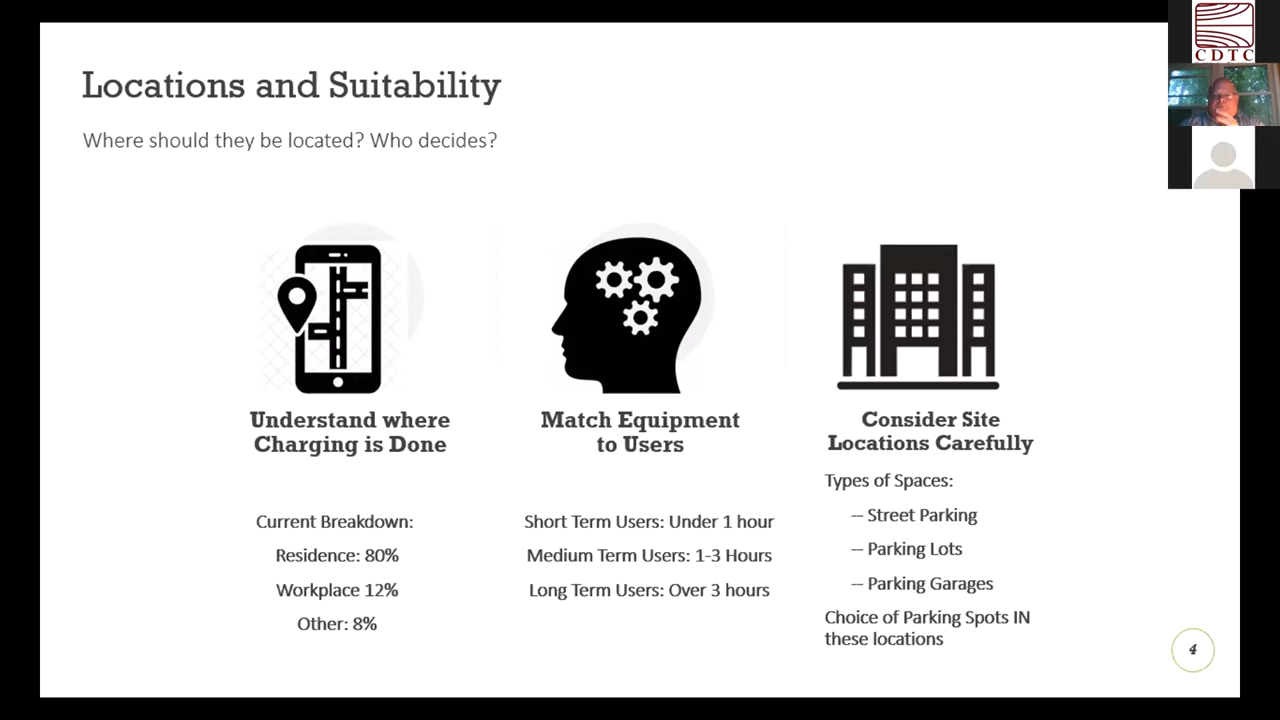 Locations and Suitability
Where should they be located? Who decides?
Understand where
Charging is Done
Current Breakdown:
Residence: 80%
Workplace 12%
Other: 8%
Match Equipment
to Users
Short Term Users: Under 1 hour
Medium Term Users: 1-3 Hours
Long Term Users: Over 3 hours
Consider Site
Locations Carefully
Types of Spaces:
-- Street Parking
-- Parking Lots
-- Parking Garages
Choice of Parking Spots IN
these locations
4
CDTC